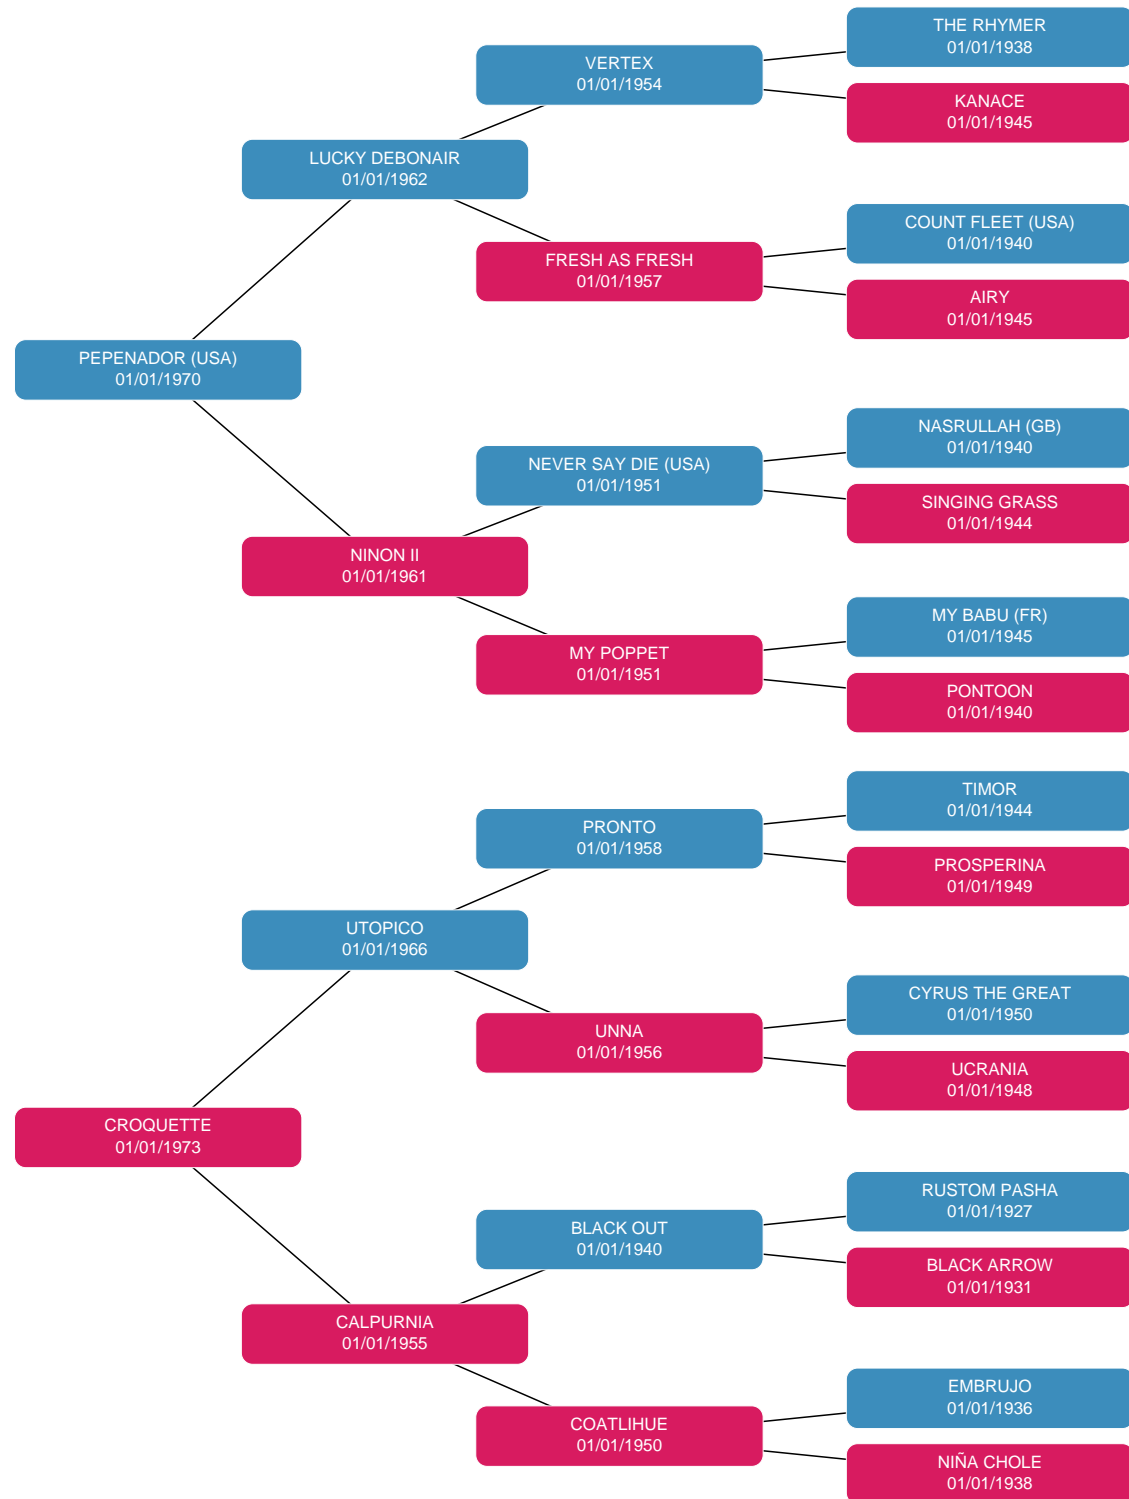 THE RHYMER
01/01/1938
VERTEX
01/01/1954
KANACE
01/01/1945
LUCKY DEBONAIR
01/01/1962
COUNT FLEET (USA)
01/01/1940
FRESH AS FRESH
01/01/1957
AIRY
01/01/1945
PEPENADOR (USA)
01/01/1970
NASRULLAH (GB)
01/01/1940
NEVER SAY DIE (USA)
01/01/1951
SINGING GRASS
01/01/1944
NINON II
01/01/1961
MY BABU (FR)
01/01/1945
MY POPPET
01/01/1951
PONTOON
01/01/1940
TIMOR
01/01/1944
PRONTO
01/01/1958
PROSPERINA
01/01/1949
UTOPICO
01/01/1966
CYRUS THE GREAT
01/01/1950
UNNA
01/01/1956
UCRANIA
01/01/1948
CROQUETTE
01/01/1973
RUSTOM PASHA
01/01/1927
BLACK OUT
01/01/1940
BLACK ARROW
01/01/1931
CALPURNIA
01/01/1955
EMBRUJO
01/01/1936
COATLIHUE
01/01/1950
NIÑA CHOLE
01/01/1938